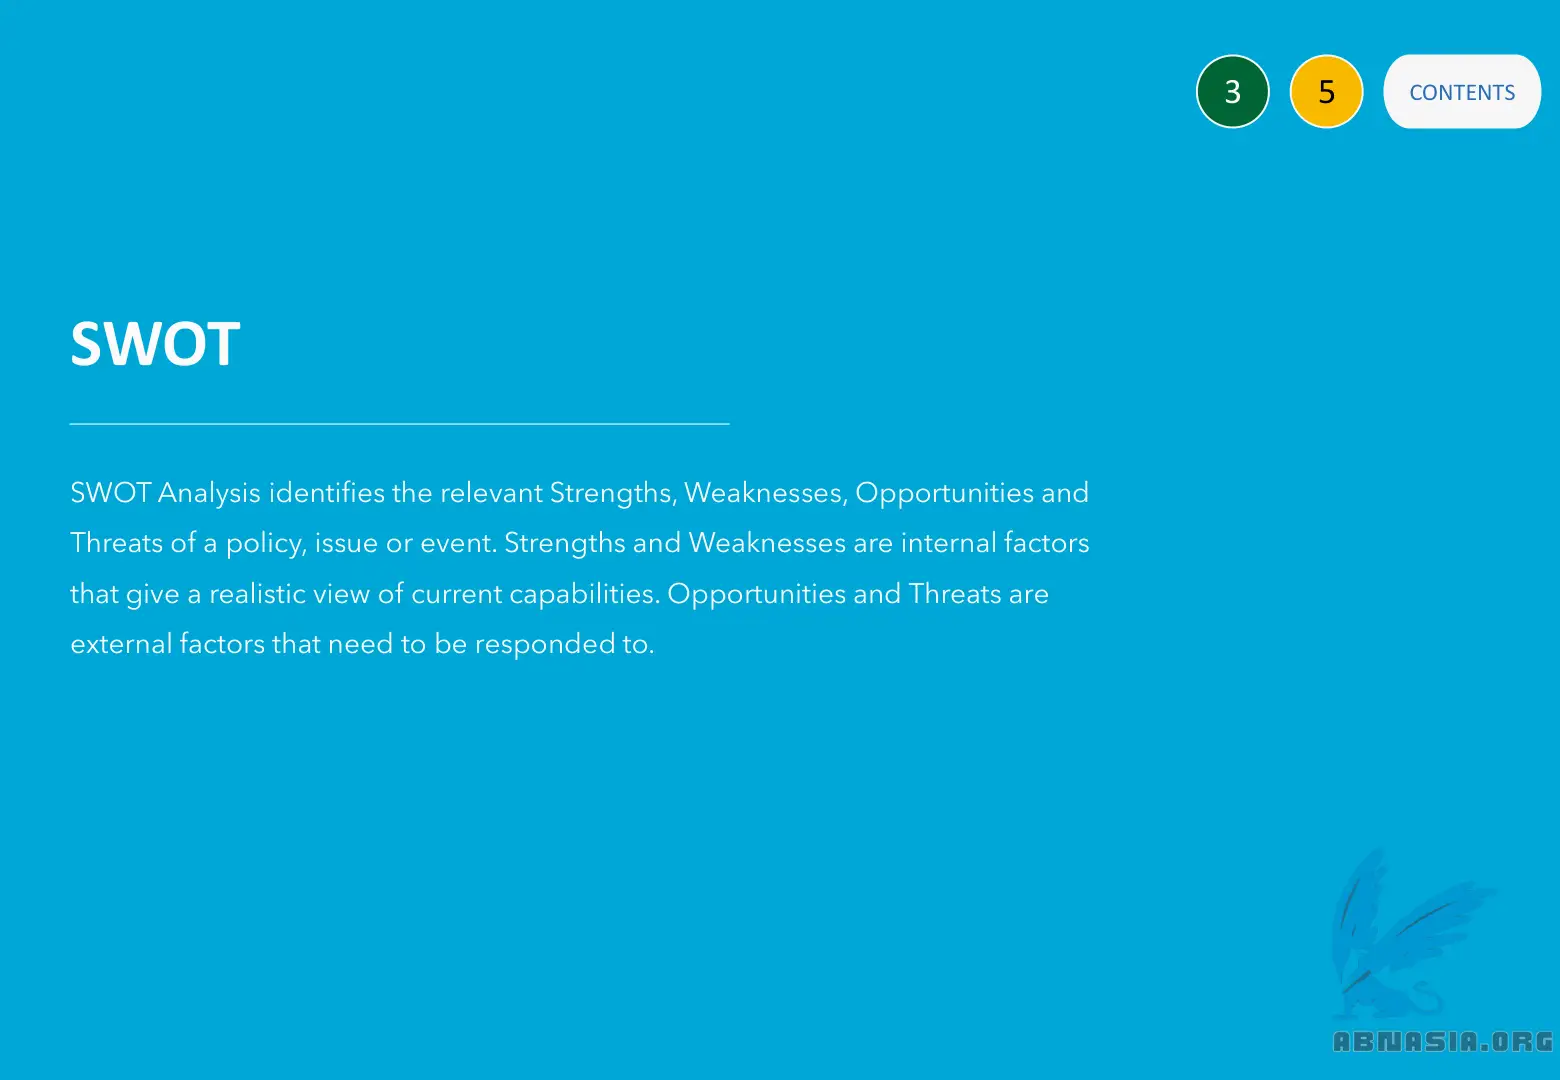 3 5 CONTENTS
SWOT
SWOT Analysis identifies the relevant Strengths, Weaknesses, Opportunities and
Threats of a policy, issue or event. Strengths and Weaknesses are internal factors
that give a realistic view of current capabilities. Opportunities and Threats are
external factors that need to be responded to.
ABNASIA.ORG